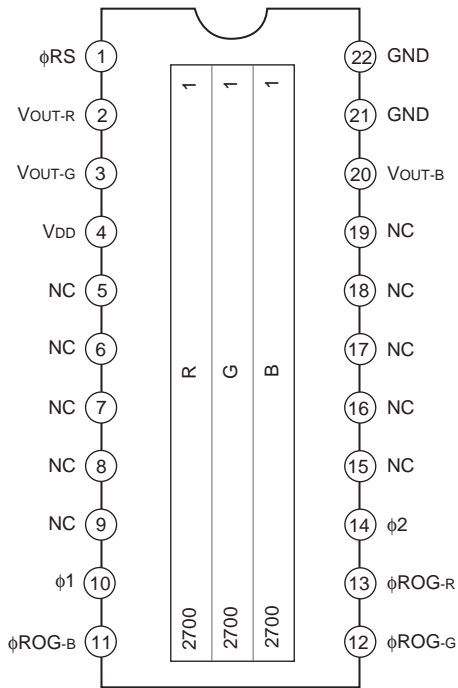 φRS 1
VOUT-R 2
VOUT-G 3
VDD 4
NC 5
NC 6
NC 7
NC 8
NC 9
φ1 10
φROG-B 11
1 1 1
R G B
2700 2700 2700
22 GND
21 GND
20 VOUT-B
19 NC
18 NC
17 NC
16 NC
15 NC
14 φ2
13 φROG-R
12 φROG-G